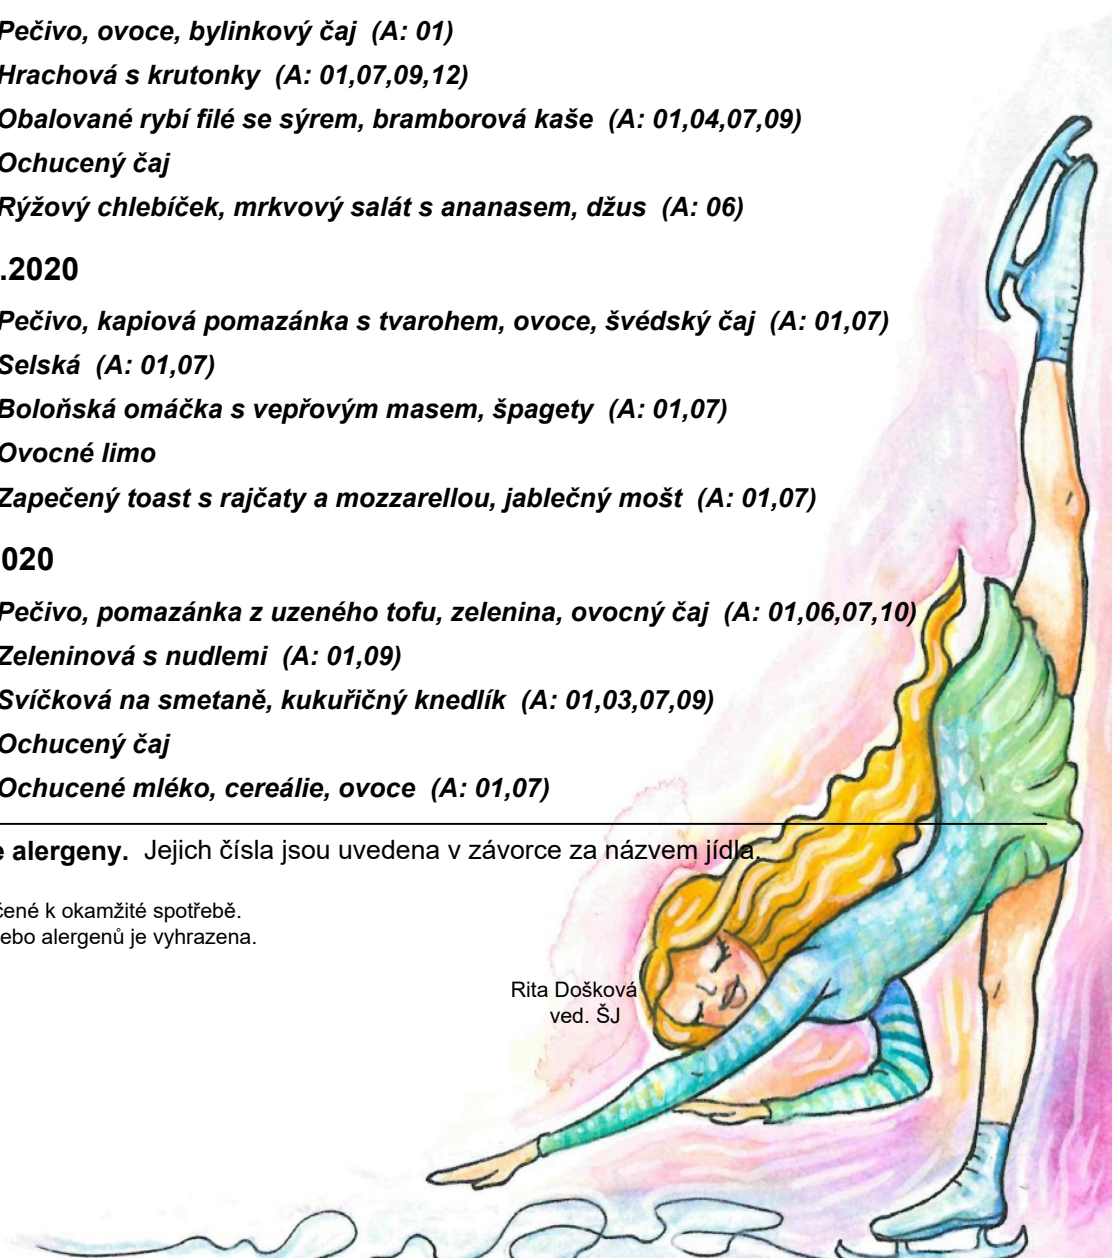 Pečivo, ovoce, bylinkový čaj (A: 01)
Hrachová s krutonky (A: 01,07,09,12)
Obalované rybí filé se sýrem, bramborová kaše (A: 01,04,07,09)
Ochucený čaj
Rýžový chlebíček, mrkvový salát s ananasem, džus (A: 06)
.2020
Pečivo, kapiová pomazánka s tvarohem, ovoce, švédský čaj (A: 01,07)
Selská (A: 01,07)
Boloňská omáčka s vepřovým masem, špagety (A: 01,07)
Ovocné limo
Zapečený toast s rajčaty a mozzarellou, jablečný mošt (A: 01,07)
020
Pečivo, pomazánka z uzeného tofu, zelenina, ovocný čaj (A: 01,06,07,10)
Zeleninová s nudlemi (A: 01,09)
Svíčková na smetaně, kukuřičný knedlík (A: 01,03,07,09)
Ochucený čaj
Ochucené mléko, cereálie, ovoce (A: 01,07)
e alergeny. Jejich čísla jsou uvedena v závorce za názvem jídla.
čené k okamžité spotřebě.
ebo alergenů je vyhrazena.
Rita Došková
ved. ŠJ